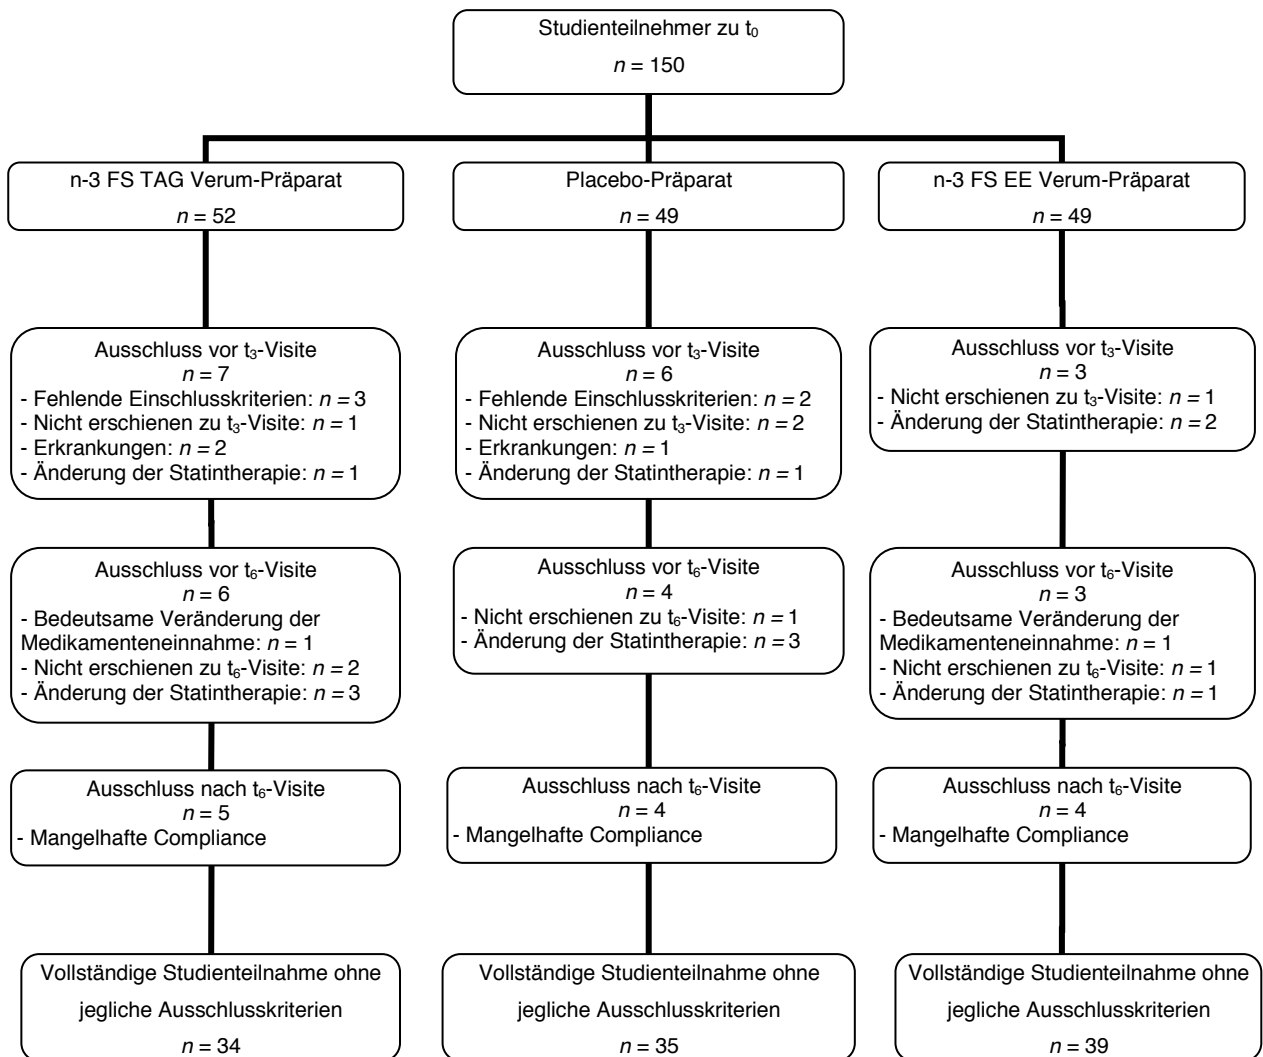 Studienteilnehmer zu t₀
n = 150
n-3 FS TAG Verum-Präparat
n = 52
Placebo-Präparat
n = 49
n-3 FS EE Verum-Präparat
n = 49
Ausschluss vor t₃-Visite
n = 7
- Fehlende Einschlusskriterien: n = 3
- Nicht erschienen zu t₃-Visite: n = 1
- Erkrankungen: n = 2
- Änderung der Statintherapie: n = 1
Ausschluss vor t₃-Visite
n = 6
- Fehlende Einschlusskriterien: n = 2
- Nicht erschienen zu t₃-Visite: n = 2
- Erkrankungen: n = 1
- Änderung der Statintherapie: n = 1
Ausschluss vor t₃-Visite
n = 3
- Nicht erschienen zu t₃-Visite: n = 1
- Änderung der Statintherapie: n = 2
Ausschluss vor t₆-Visite
n = 6
- Bedeutsame Veränderung der
Medikamenteneinnahme: n = 1
- Nicht erschienen zu t₆-Visite: n = 2
- Änderung der Statintherapie: n = 3
Ausschluss vor t₆-Visite
n = 4
- Nicht erschienen zu t₆-Visite: n = 1
- Änderung der Statintherapie: n = 3
Ausschluss vor t₆-Visite
n = 3
- Bedeutsame Veränderung der
Medikamenteneinnahme: n = 1
- Nicht erschienen zu t₆-Visite: n = 1
- Änderung der Statintherapie: n = 1
Ausschluss nach t₆-Visite
n = 5
- Mangelhafte Compliance
Ausschluss nach t₆-Visite
n = 4
- Mangelhafte Compliance
Ausschluss nach t₆-Visite
n = 4
- Mangelhafte Compliance
Vollständige Studienteilnahme ohne
jegliche Ausschlusskriterien
n = 34
Vollständige Studienteilnahme ohne
jegliche Ausschlusskriterien
n = 35
Vollständige Studienteilnahme ohne
jegliche Ausschlusskriterien
n = 39